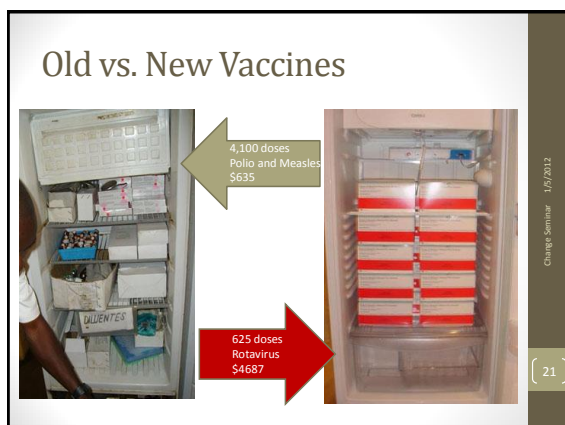 Old vs. New Vaccines
4,100 doses
Polio and Measles
$635
DILUENTES
625 doses
Rotavirus
$4687
Change Seminar 1/5/2012
21